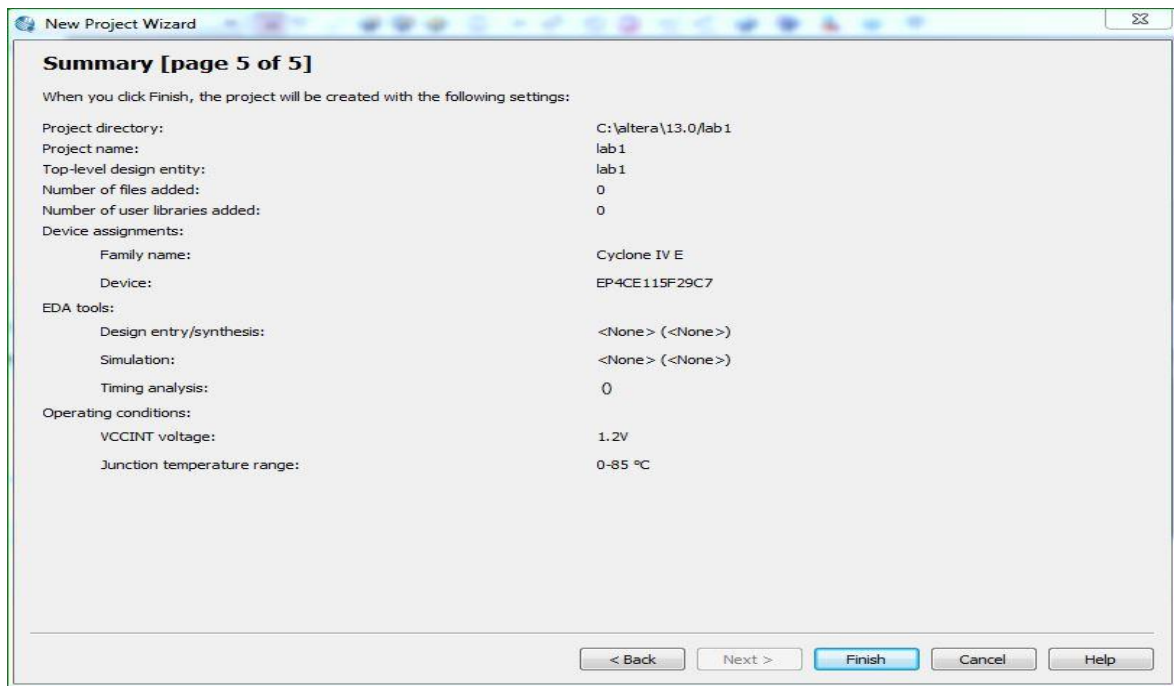 New Project Wizard
Summary [page 5 of 5]
When you click Finish, the project will be created with the following settings:
Project directory: C:\altera\13.0/lab1
Project name: lab1
Top-level design entity: lab1
Number of files added: 0
Number of user libraries added: 0
Device assignments:
Family name: Cyclone IV E
Device: EP4CE115F29C7
EDA tools:
Design entry/synthesis: <None> (<None>)
Simulation: <None> (<None>)
Timing analysis: ()
Operating conditions:
VCCINT voltage: 1.2V
Junction temperature range: 0-85 ºC
< Back Next > Finish Cancel Help